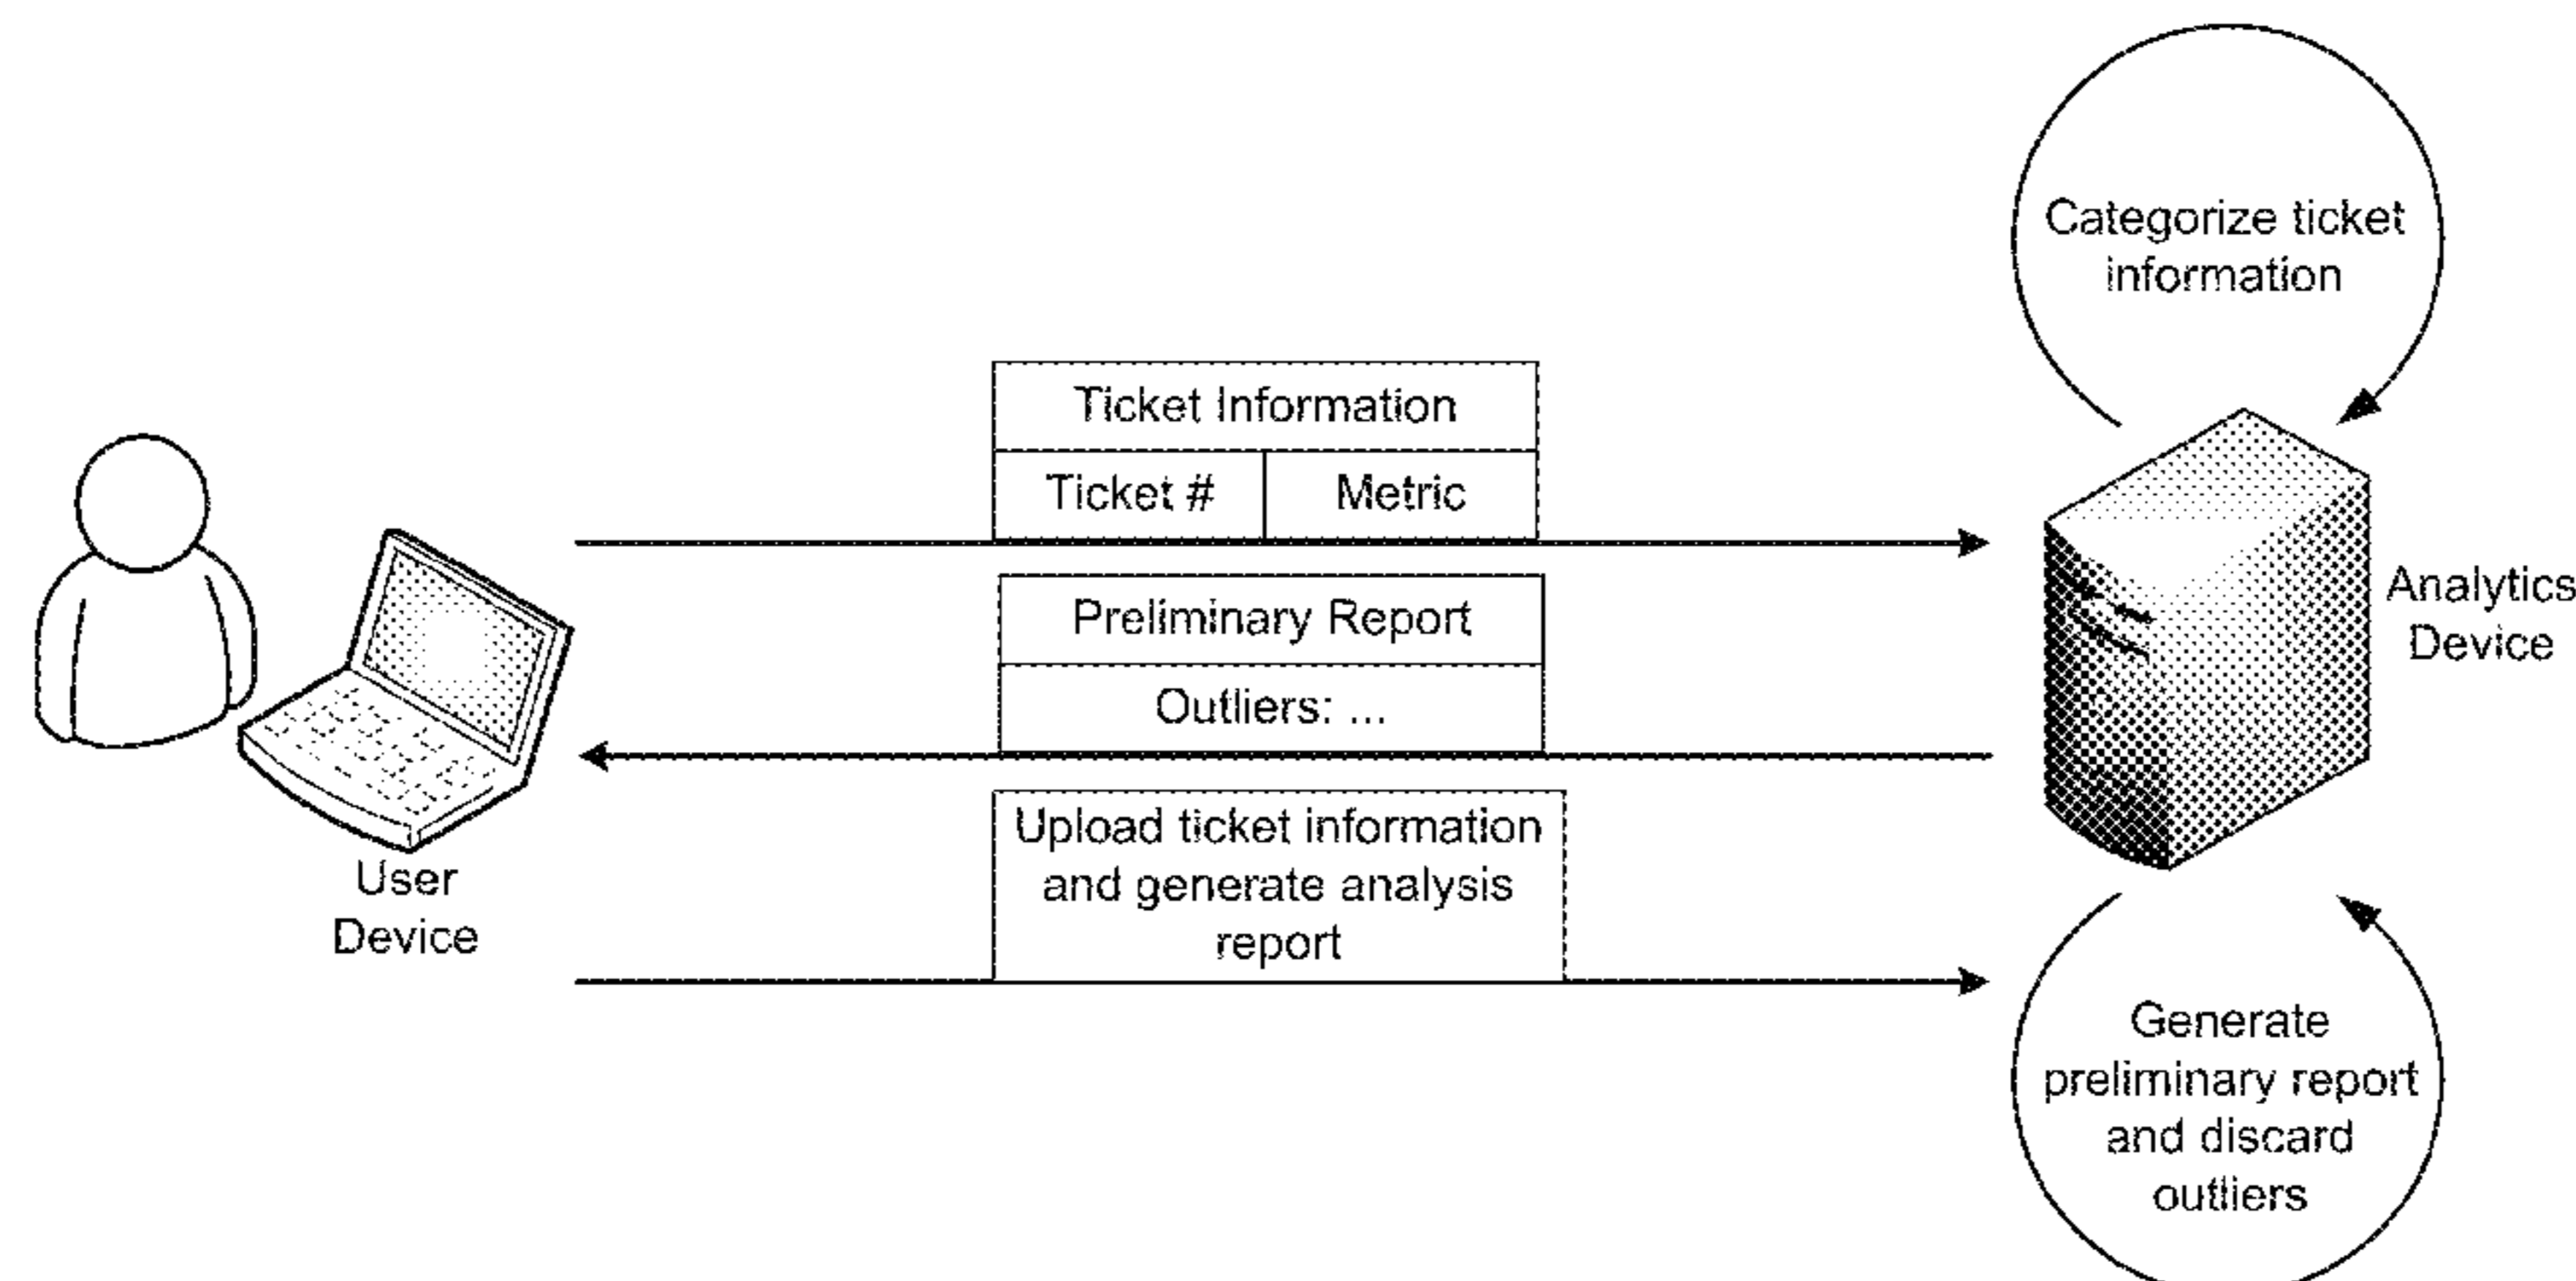 Categorize ticket
information
Ticket Information
Ticket #
Metric
Preliminary Report
Outliers: ...
Analytics
Device
Upload ticket information
and generate analysis
report
User
Device
Generate
preliminary report
and discard
outliers